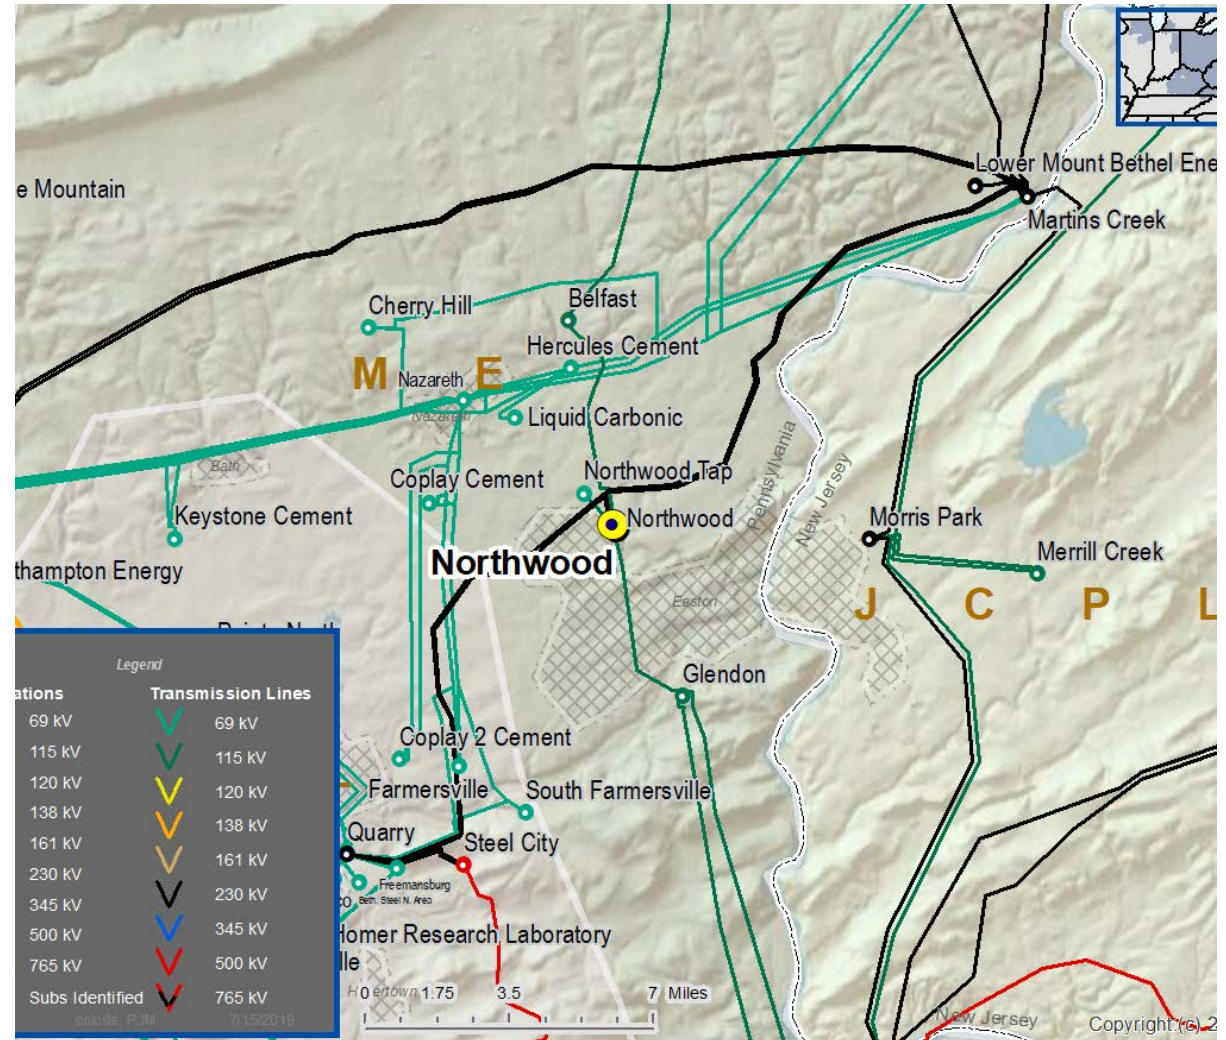 Lower Mount Bethel Ene
e Mountain
Martins Creek
Cherry Hill
Belfast
Hercules Cement
M E
Nazareth
Nazareth
Liquid Carbonic
Bath
Coplay Cement
Northwood Tap
Pennsylvania
New Jersey
Keystone Cement
Northwood
Morris Park
Merrill Creek
Northwood
thampton Energy
Easton
J C P L
Glendon
Legend
ations
Transmission Lines
69 kV
69 kV
115 kV
115 kV
120 kV
120 kV
138 kV
138 kV
161 kV
161 kV
230 kV
230 kV
345 kV
345 kV
500 kV
500 kV
765 kV
765 kV
Subs Identified
7/15/2019
Coplay 2 Cement
Farmersville
South Farmersville
Quarry
Steel City
Freemansburg
co
Beth. Steel N. Area
Homer Research Laboratory
lle
0 1.75 3.5 7 Miles
New Jersey
Copyright:(c) 2